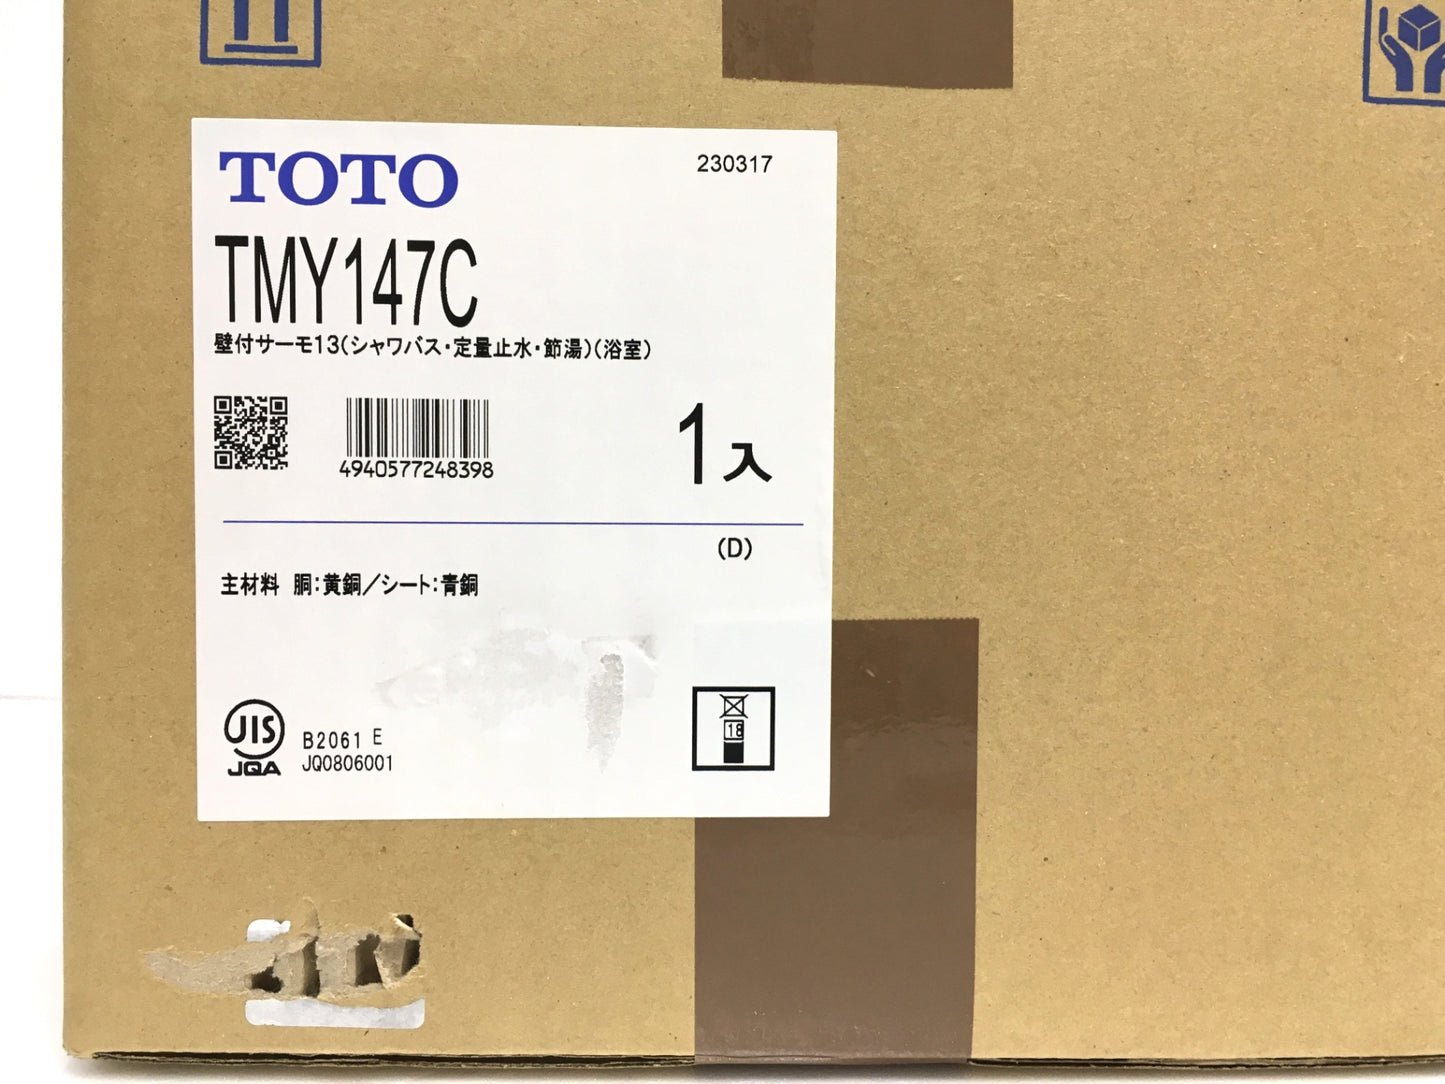 TOTO
230317
TMY147C
壁付サーモ13(シャワバス・定量止水・節湯)(浴室)
4940577248398
1入
(D)
主材料 胴:黄銅/シート:青銅
JIS
JQA
B2061 E
JQ0806001
18